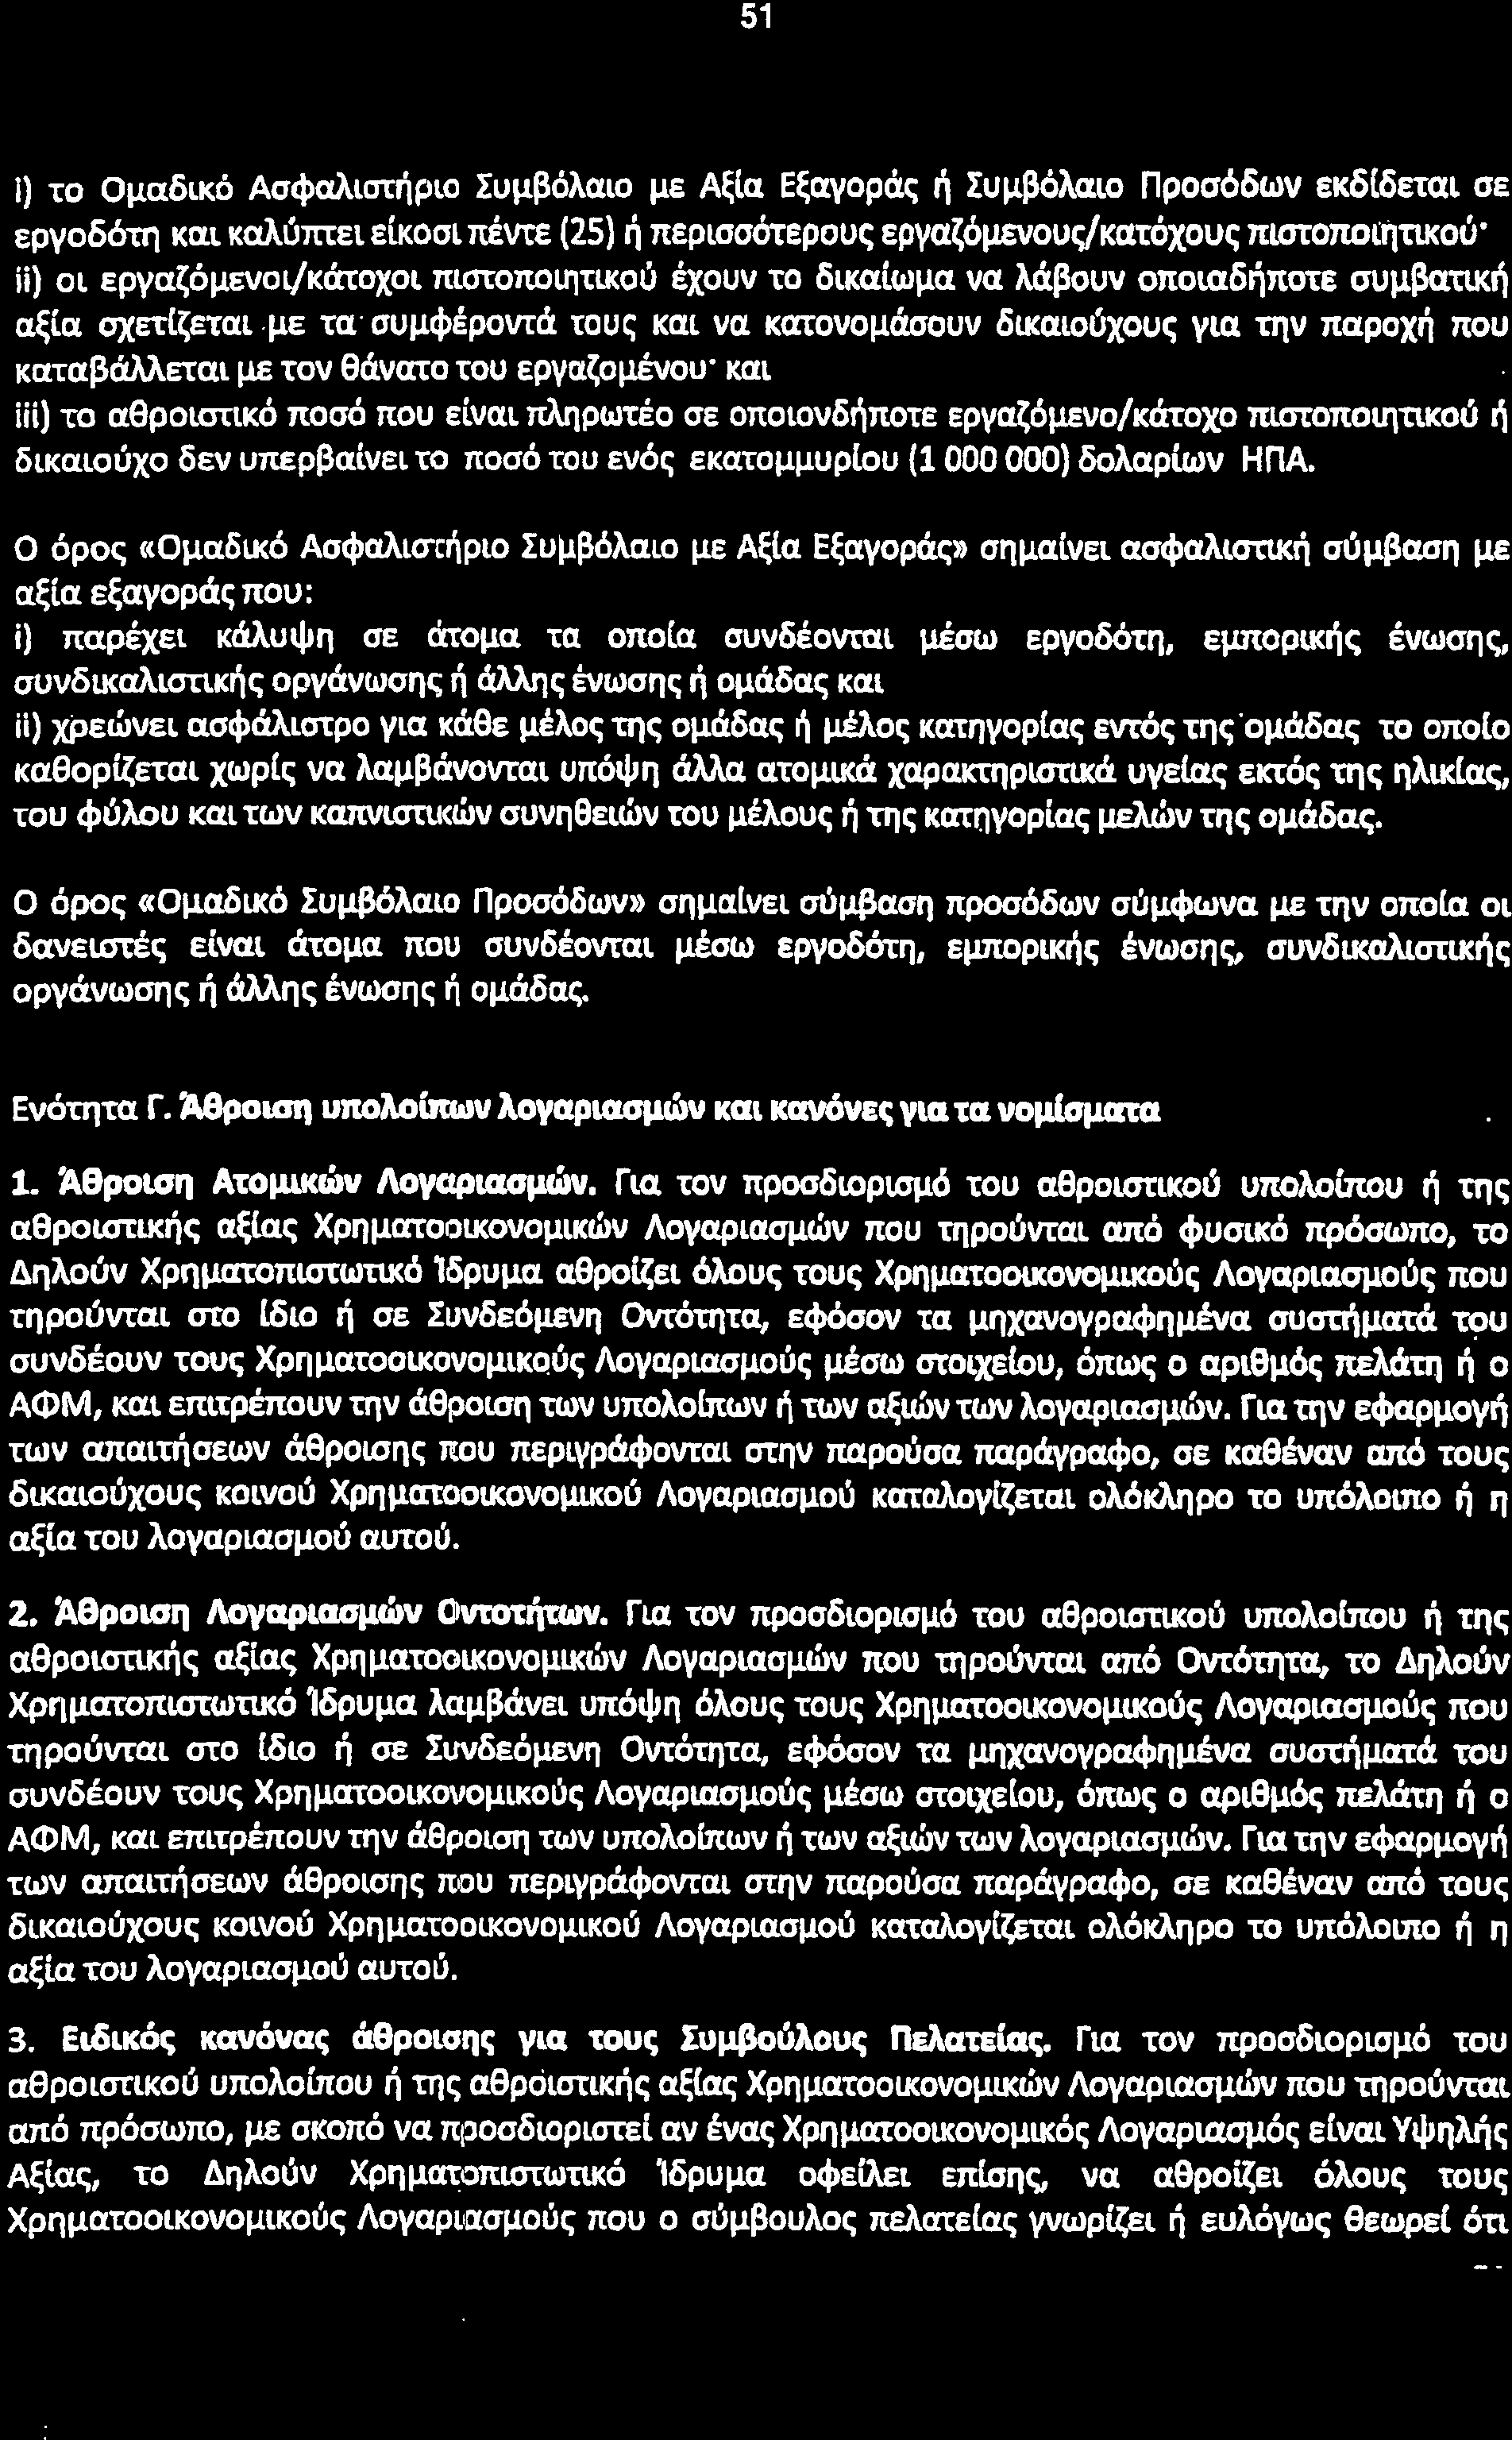 51
i) το Ομαδικό Ασφαλιστήριο Συμβόλαιο με Αξία Εξαγοράς ή Συμβόλαιο Προσόδων εκδίδεται σε
εργοδότη και καλύπτει είκοσι πέντε (25) ή περισσότερους εργαζόμενους/κατόχους πιστοποιητικού·
ii) οι εργαζόμενοι/κάτοχοι πιστοποιητικού έχουν το δικαίωμα να λάβουν οποιαδήποτε συμβατική
αξία σχετίζεται με τα συμφέροντά τους και να κατονομάσουν δικαιούχους για την παροχή που
καταβάλλεται με τον θάνατο του εργαζομένου· και
iii) το αθροιστικό ποσό που είναι πληρωτέο σε οποιονδήποτε εργαζόμενο/κάτοχο πιστοποιητικού ή
δικαιούχο δεν υπερβαίνει το ποσό του ενός εκατομμυρίου (1 000 000) δολαρίων ΗΠΑ.
Ο όρος «Ομαδικό Ασφαλιστήριο Συμβόλαιο με Αξία Εξαγοράς» σημαίνει ασφαλιστική σύμβαση με
αξία εξαγοράς που:
i) παρέχει κάλυψη σε άτομα τα οποία συνδέονται μέσω εργοδότη, εμπορικής ένωσης,
συνδικαλιστικής οργάνωσης ή άλλης ένωσης ή ομάδας και
ii) χρεώνει ασφάλιστρο για κάθε μέλος της ομάδας ή μέλος κατηγορίας εντός της ομάδας το οποίο
καθορίζεται χωρίς να λαμβάνονται υπόψη άλλα ατομικά χαρακτηριστικά υγείας εκτός της ηλικίας,
του φύλου και των καπνιστικών συνηθειών του μέλους ή της κατηγορίας μελών της ομάδας.
Ο όρος «Ομαδικό Συμβόλαιο Προσόδων» σημαίνει σύμβαση προσόδων σύμφωνα με την οποία οι
δανειστές είναι άτομα που συνδέονται μέσω εργοδότη, εμπορικής ένωσης, συνδικαλιστικής
οργάνωσης ή άλλης ένωσης ή ομάδας.
Ενότητα Γ. Άθροιση υπολοίπων λογαριασμών και κανόνες για τα νομίσματα
1. Άθροιση Ατομικών Λογαριασμών. Για τον προσδιορισμό του αθροιστικού υπολοίπου ή της
αθροιστικής αξίας Χρηματοοικονομικών Λογαριασμών που τηρούνται από φυσικό πρόσωπο, το
Δηλούν Χρηματοπιστωτικό Ίδρυμα αθροίζει όλους τους Χρηματοοικονομικούς Λογαριασμούς που
τηρούνται στο ίδιο ή σε Συνδεόμενη Οντότητα, εφόσον τα μηχανογραφημένα συστήματά του
συνδέουν τους Χρηματοοικονομικούς Λογαριασμούς μέσω στοιχείου, όπως ο αριθμός πελάτη ή ο
ΑΦΜ, και επιτρέπουν την άθροιση των υπολοίπων ή των αξιών των λογαριασμών. Για την εφαρμογή
των απαιτήσεων άθροισης που περιγράφονται στην παρούσα παράγραφο, σε καθέναν από τους
δικαιούχους κοινού Χρηματοοικονομικού Λογαριασμού καταλογίζεται ολόκληρο το υπόλοιπο ή η
αξία του λογαριασμού αυτού.
2. Άθροιση Λογαριασμών Οντοτήτων. Για τον προσδιορισμό του αθροιστικού υπολοίπου ή της
αθροιστικής αξίας Χρηματοοικονομικών Λογαριασμών που τηρούνται από Οντότητα, το Δηλούν
Χρηματοπιστωτικό Ίδρυμα λαμβάνει υπόψη όλους τους Χρηματοοικονομικούς Λογαριασμούς που
τηρούνται στο ίδιο ή σε Συνδεόμενη Οντότητα, εφόσον τα μηχανογραφημένα συστήματά του
συνδέουν τους Χρηματοοικονομικούς Λογαριασμούς μέσω στοιχείου, όπως ο αριθμός πελάτη ή ο
ΑΦΜ, και επιτρέπουν την άθροιση των υπολοίπων ή των αξιών των λογαριασμών. Για την εφαρμογή
των απαιτήσεων άθροισης που περιγράφονται στην παρούσα παράγραφο, σε καθέναν από τους
δικαιούχους κοινού Χρηματοοικονομικού Λογαριασμού καταλογίζεται ολόκληρο το υπόλοιπο ή η
αξία του λογαριασμού αυτού.
3. Ειδικός κανόνας άθροισης για τους Συμβούλους Πελατείας. Για τον προσδιορισμό του
αθροιστικού υπολοίπου ή της αθροιστικής αξίας Χρηματοοικονομικών Λογαριασμών που τηρούνται
από πρόσωπο, με σκοπό να προσδιοριστεί αν ένας Χρηματοοικονομικός Λογαριασμός είναι Υψηλής
Αξίας, το Δηλούν Χρηματοπιστωτικό Ίδρυμα οφείλει επίσης, να αθροίζει όλους τους
Χρηματοοικονομικούς Λογαριασμούς που ο σύμβουλος πελατείας γνωρίζει ή ευλόγως θεωρεί ότι